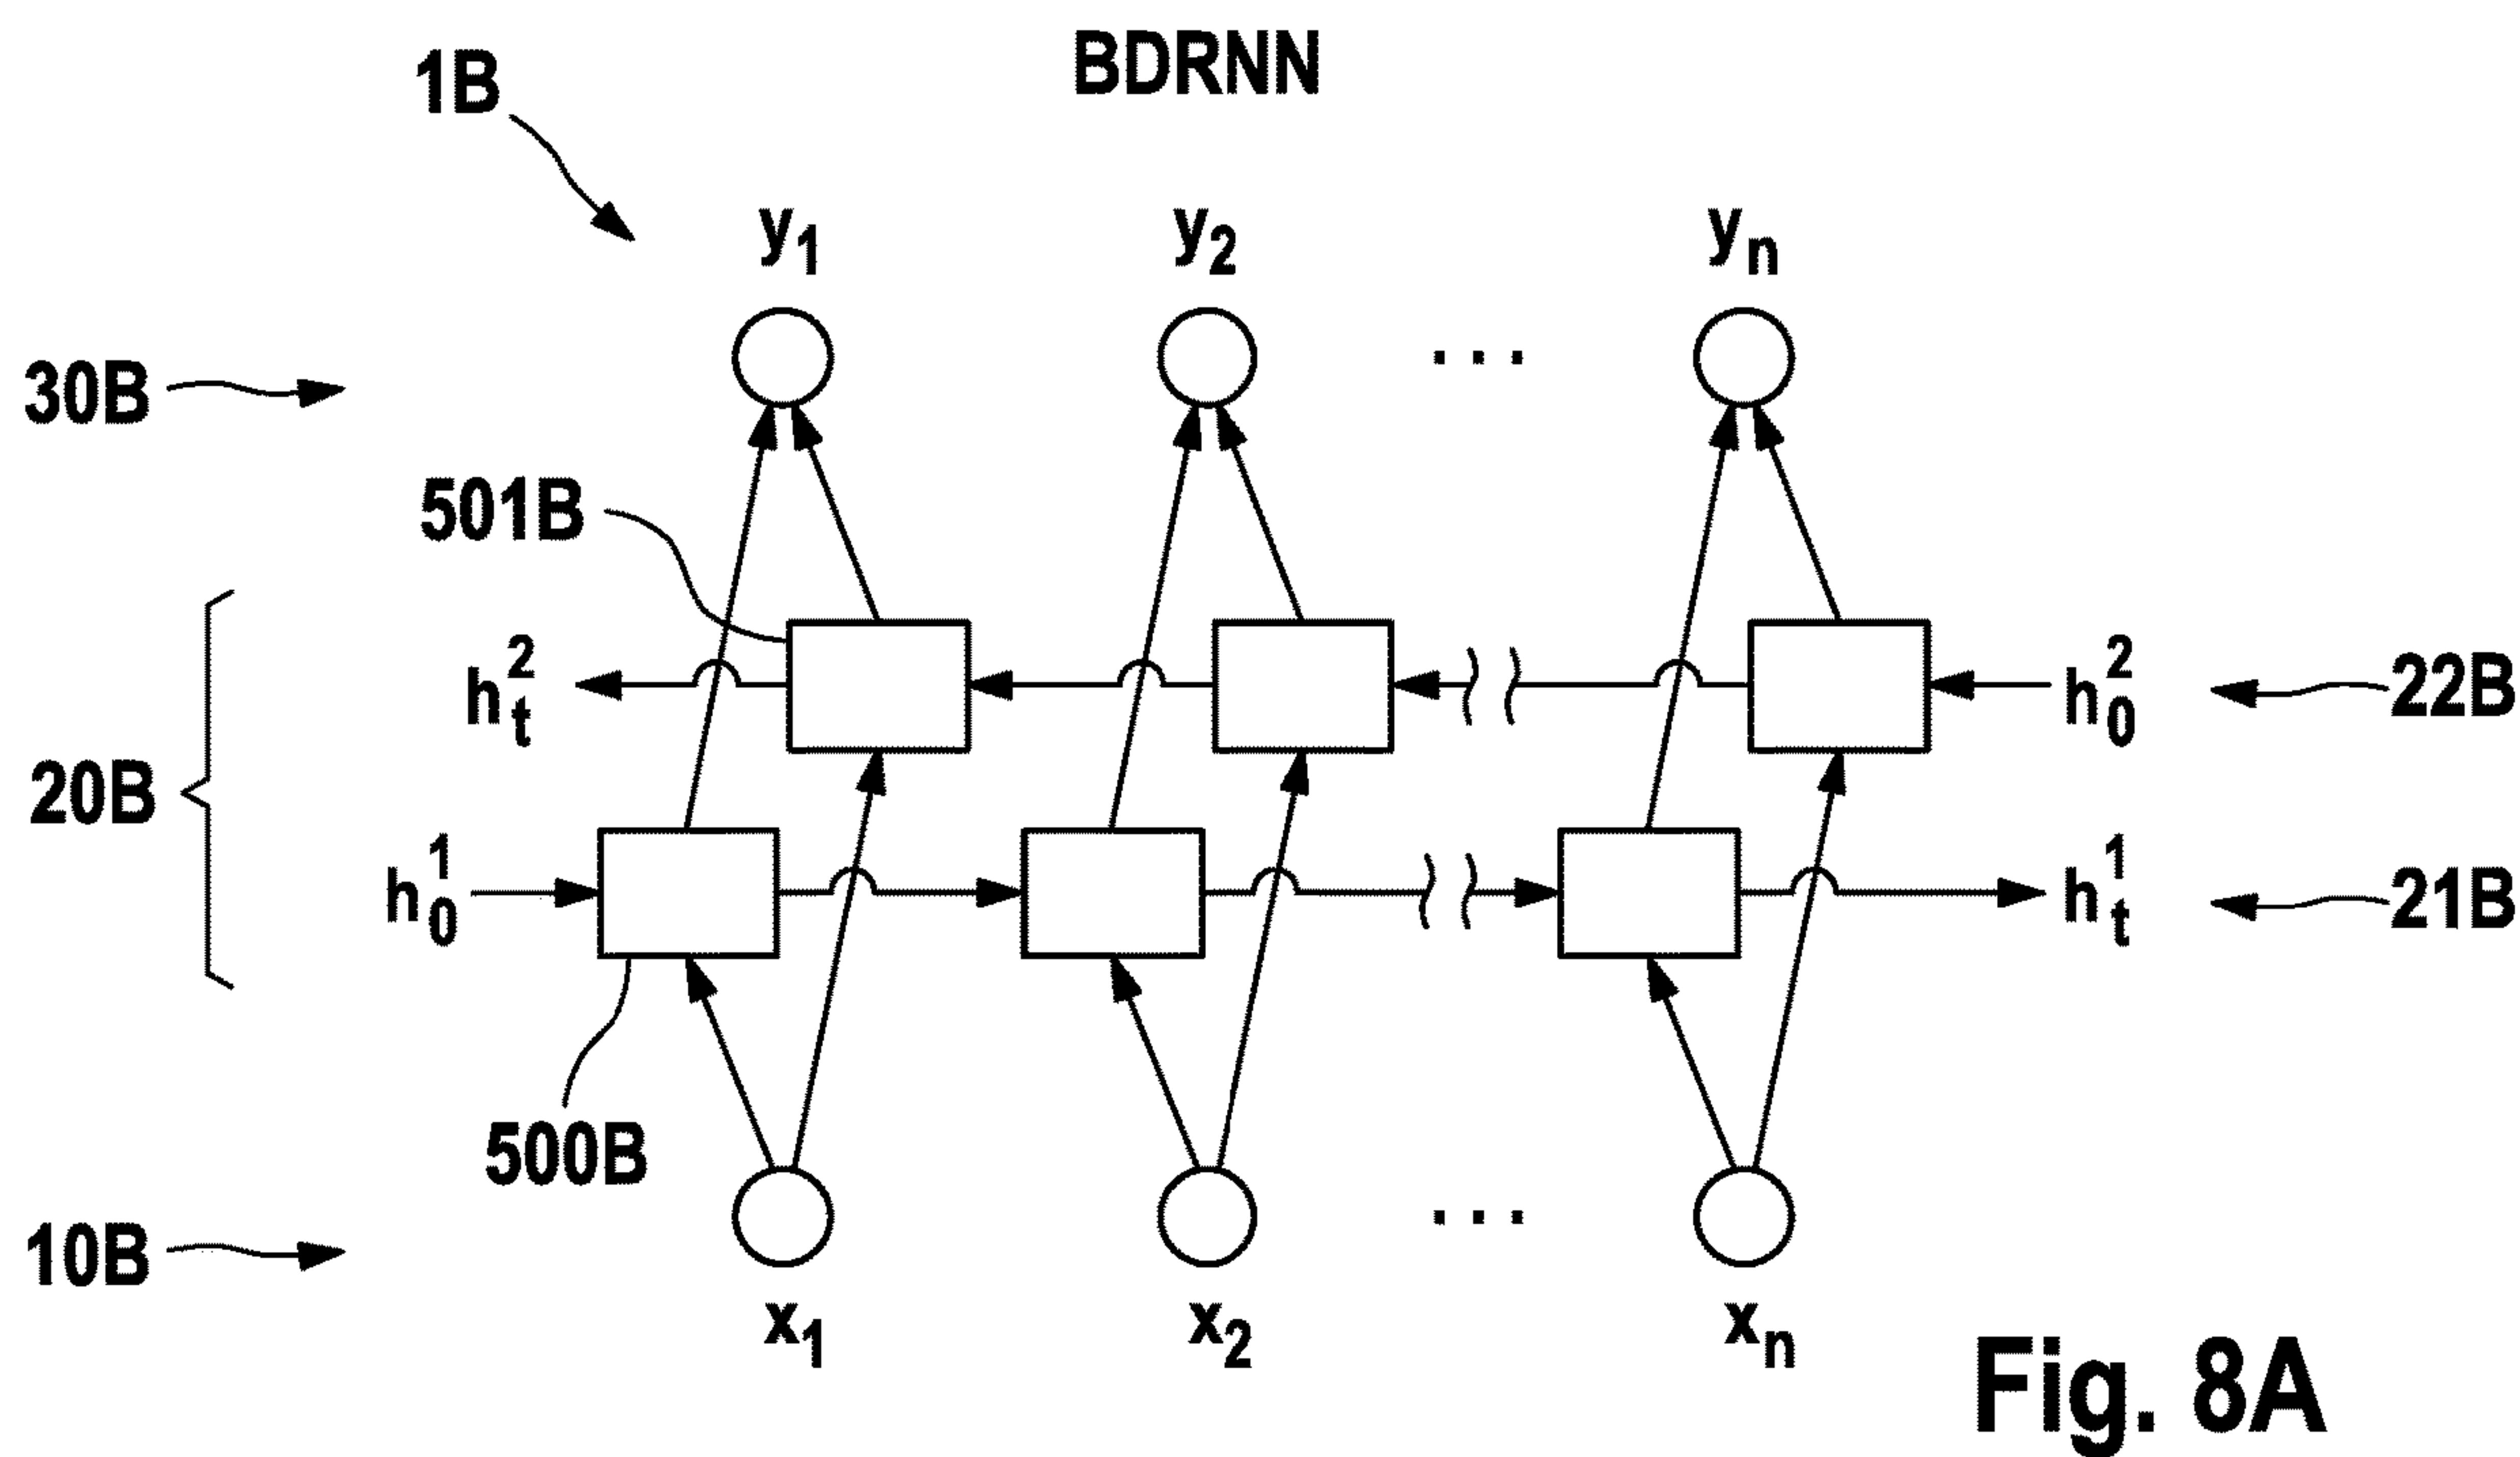 BDRNN
1B
y₁ y₂ ... yₙ
30B
501B
h²ₜ h²₀ 22B
20B
h¹₀ h¹ₜ 21B
500B
10B ...
x₁ x₂ xₙ
Fig. 8A